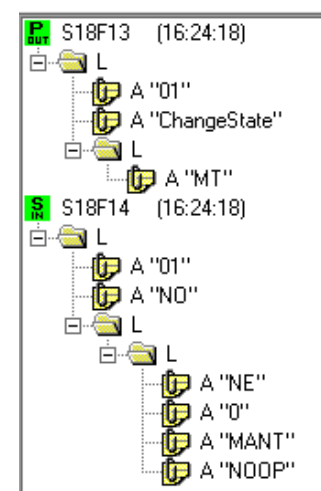 P OUT S18F13 (16:24:18)
L
A "01"
A "ChangeState"
L
A "MT"
S IN S18F14 (16:24:18)
L
A "01"
A "NO"
L
L
A "NE"
A "0"
A "MANT"
A "NOOP"